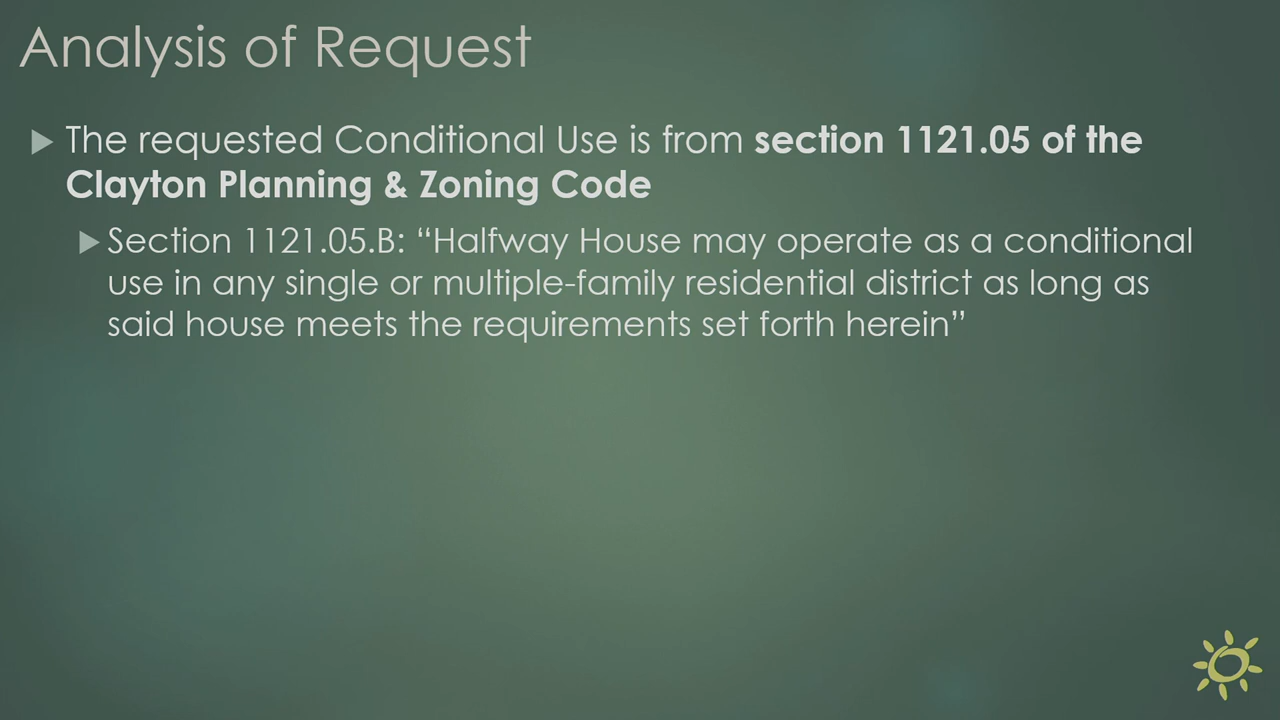 Analysis of Request
The requested Conditional Use is from section 1121.05 of the
Clayton Planning & Zoning Code
Section 1121.05.B: “Halfway House may operate as a conditional
use in any single or multiple-family residential district as long as
said house meets the requirements set forth herein”